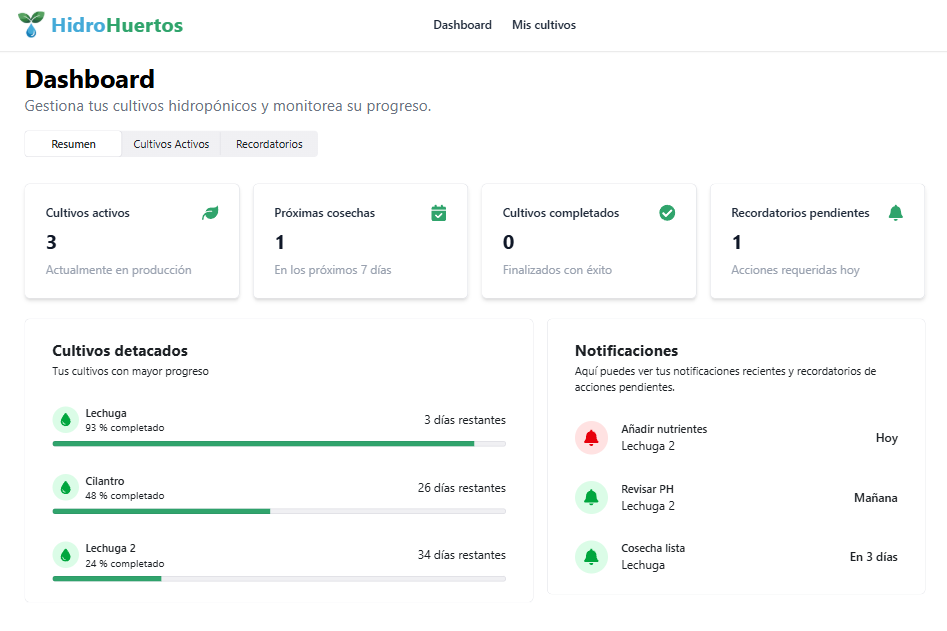 HidroHuertos
Dashboard
Mis cultivos
Dashboard
Gestiona tus cultivos hidropónicos y monitorea su progreso.
Resumen
Cultivos Activos
Recordatorios
Cultivos activos
3
Actualmente en producción
Próximas cosechas
1
En los próximos 7 días
Cultivos completados
0
Finalizados con éxito
Recordatorios pendientes
1
Acciones requeridas hoy
Cultivos detacados
Tus cultivos con mayor progreso
Lechuga
93 % completado
3 días restantes
Cilantro
48 % completado
26 días restantes
Lechuga 2
24 % completado
34 días restantes
Notificaciones
Aquí puedes ver tus notificaciones recientes y recordatorios de
acciones pendientes.
Añadir nutrientes
Lechuga 2
Hoy
Revisar PH
Lechuga 2
Mañana
Cosecha lista
Lechuga
En 3 días